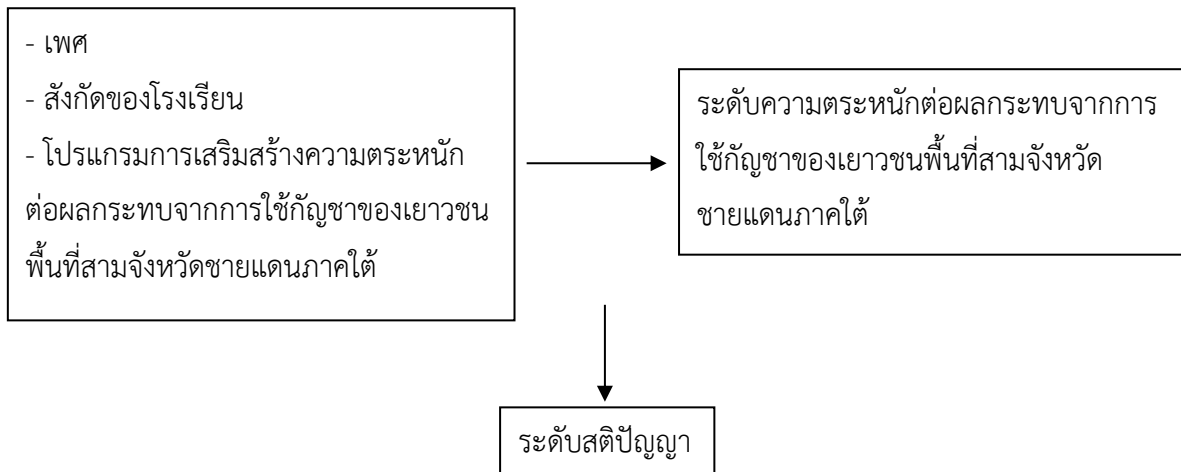 - เพศ
- สังกัดของโรงเรียน
- โปรแกรมการเสริมสร้างความตระหนัก
ต่อผลกระทบจากการใช้กัญชาของเยาวชน
พื้นที่สามจังหวัดชายแดนภาคใต้
ระดับความตระหนักต่อผลกระทบจากการ
ใช้กัญชาของเยาวชนพื้นที่สามจังหวัด
ชายแดนภาคใต้
ระดับสติปัญญา